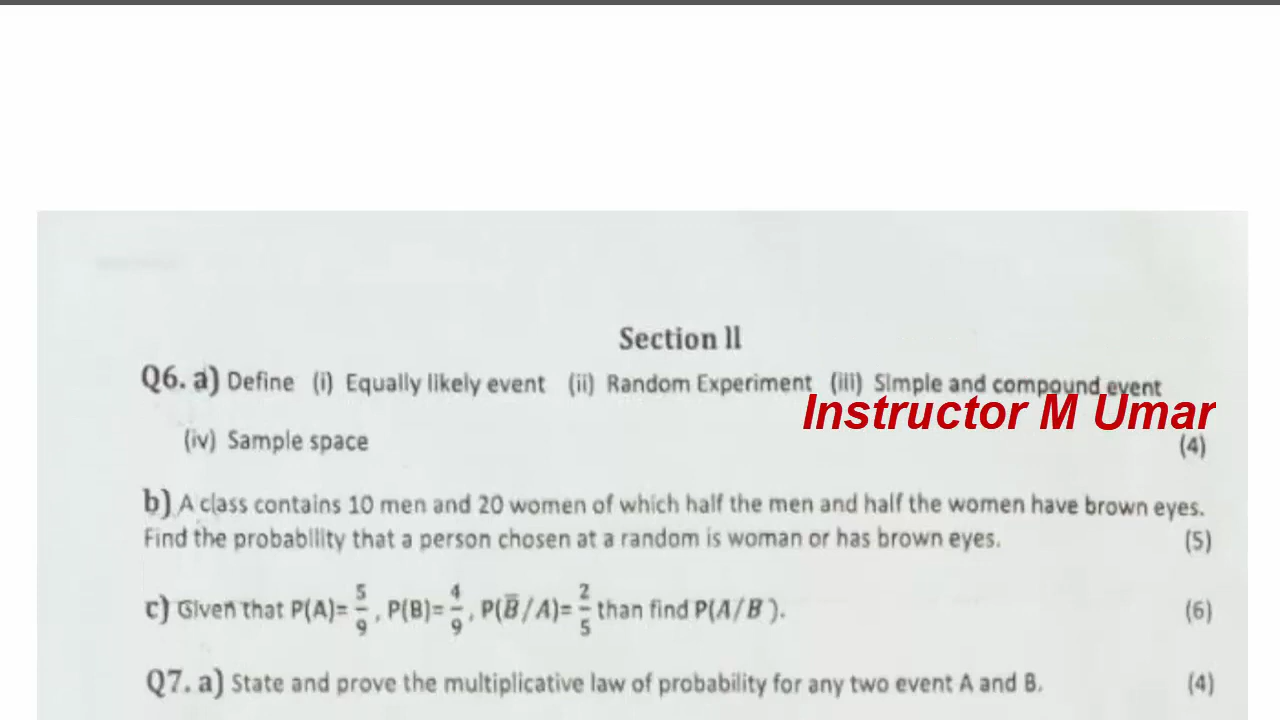 Section II
Q6. a) Define (i) Equally likely event (ii) Random Experiment (iii) Simple and compound event
Instructor M Umar
(iv) Sample space (4)
b) A class contains 10 men and 20 women of which half the men and half the women have brown eyes.
Find the probability that a person chosen at a random is woman or has brown eyes. (5)
c) Given that P(A)= 5/9 , P(B)= 4/9 , P(B̅/A)= 2/5 than find P(A/B ). (6)
Q7. a) State and prove the multiplicative law of probability for any two event A and B. (4)